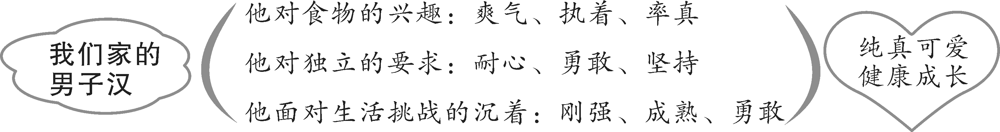 我们家的
男子汉
他对食物的兴趣：爽气、执着、率真
他对独立的要求：耐心、勇敢、坚持
他面对生活挑战的沉着：刚强、成熟、勇敢
纯真可爱
健康成长